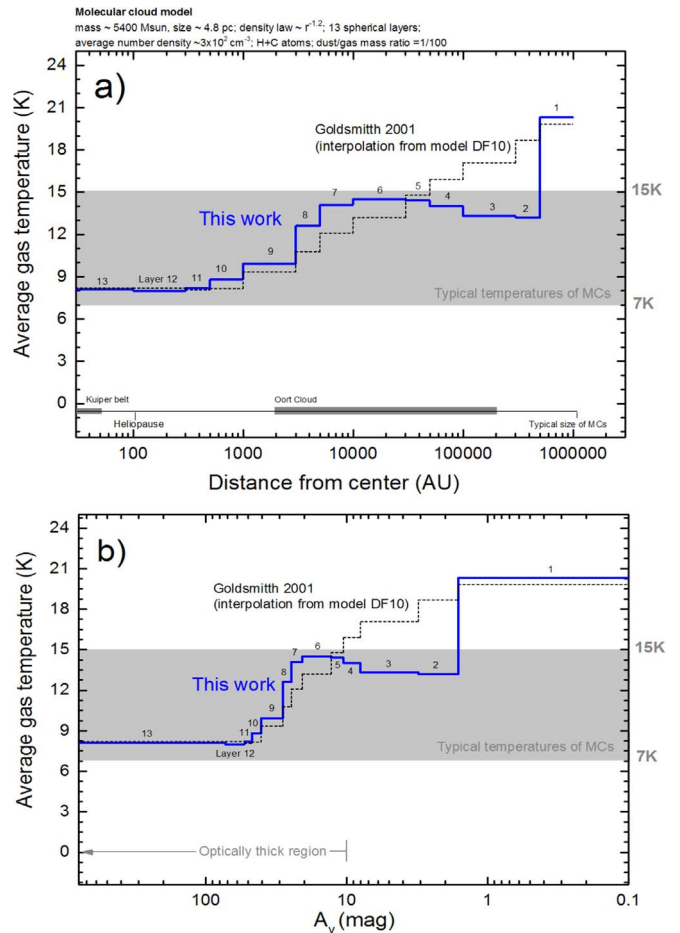 Molecular cloud model
mass ~ 5400 Msun, size ~ 4.8 pc; density law ~ r^-1.2; 13 spherical layers;
average number density ~3x10^2 cm^-3; H+C atoms; dust/gas mass ratio =1/100
a)
24
21
18
15
12
9
6
3
0
Average gas temperature (K)
Goldsmitth 2001
(interpolation from model DF10)
This work
13
Layer 12
11
10
9
8
7
6
5
4
3
2
1
15K
Typical temperatures of MCs
7K
Kuiper belt
Oort Cloud
Heliopause
Typical size of MCs
100 1000 10000 100000 1000000
Distance from center (AU)
b)
24
21
18
15
12
9
6
3
0
Average gas temperature (K)
Goldsmitth 2001
(interpolation from model DF10)
This work
13
Layer 12
11
10
9
8
7
6
5
4
3
2
1
15K
Typical temperatures of MCs
7K
Optically thick region
100 10 1 0.1
A_v (mag)